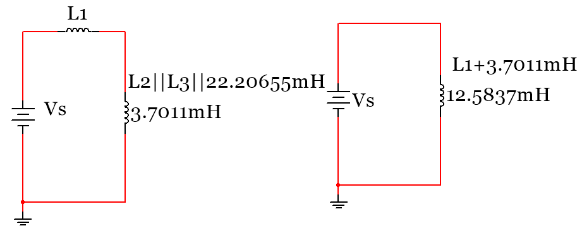 L1
L2||L3||22.20655mH
Vs
3.7011mH
L1+3.7011mH
12.5837mH
Vs